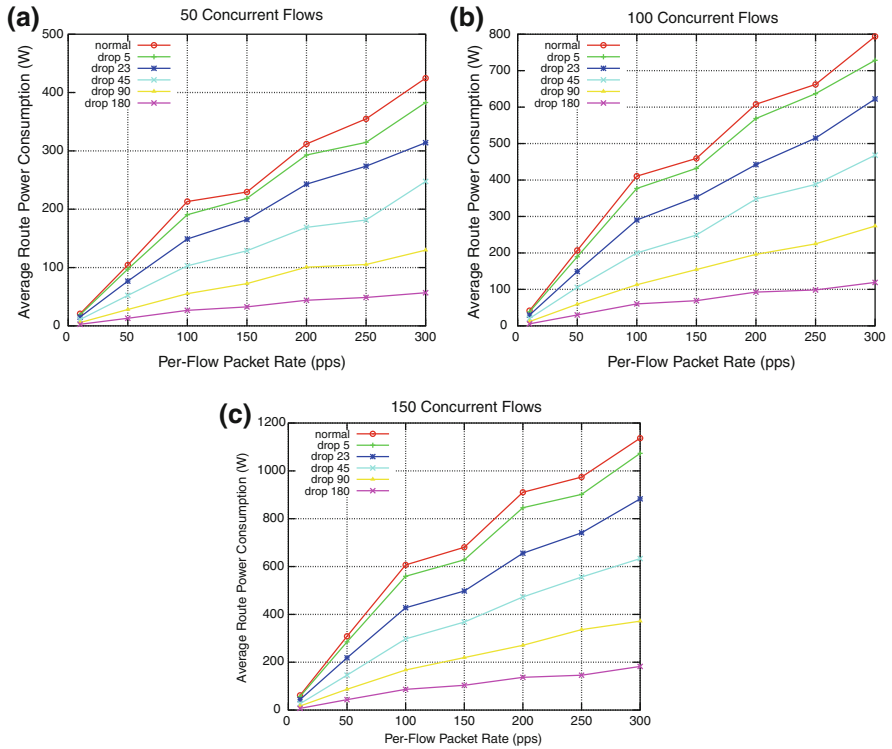 (a)
50 Concurrent Flows
Average Route Power Consumption (W)
500
400
300
200
100
0
normal
drop 5
drop 23
drop 45
drop 90
drop 180
0 50 100 150 200 250 300
Per-Flow Packet Rate (pps)
(b)
100 Concurrent Flows
Average Route Power Consumption (W)
800
700
600
500
400
300
200
100
0
normal
drop 5
drop 23
drop 45
drop 90
drop 180
0 50 100 150 200 250 300
Per-Flow Packet Rate (pps)
(c)
150 Concurrent Flows
Average Route Power Consumption (W)
1200
1000
800
600
400
200
0
normal
drop 5
drop 23
drop 45
drop 90
drop 180
0 50 100 150 200 250 300
Per-Flow Packet Rate (pps)